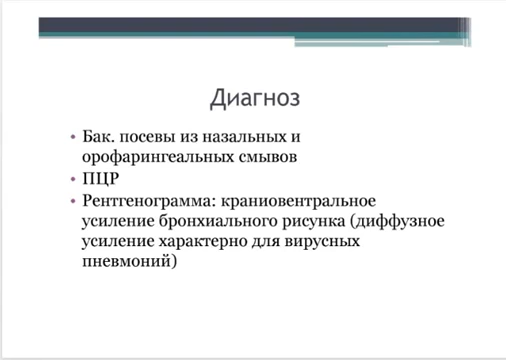 Диагноз
• Бак. посевы из назальных и
орофарингеальных смывов
• ПЦР
• Рентгенограмма: краниовентральное
усиление бронхиального рисунка (диффузное
усиление характерно для вирусных
пневмоний)